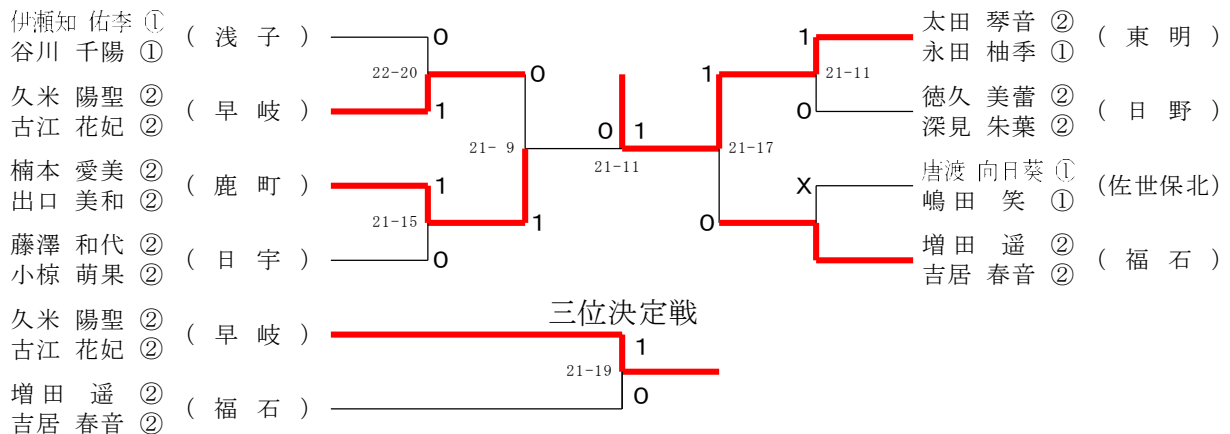 伊瀬知 佑李 ①
谷川 千陽 ①
( 浅 子 )
0
22-20
久米 陽聖 ②
古江 花妃 ②
( 早 岐 )
1
0
21- 9
楠本 愛美 ②
出口 美和 ②
( 鹿 町 )
1
21-15
1
藤澤 和代 ②
小椋 萌果 ②
( 日 宇 )
0
0 1
21-11
太田 琴音 ②
永田 柚季 ①
( 東 明 )
1
21-11
1
徳久 美蕾 ②
深見 朱葉 ②
( 日 野 )
0
21-17
唐渡 向日葵 ①
嶋田 笑 ①
(佐世保北)
X
0
増田 遥 ②
吉居 春音 ②
( 福 石 )
三位決定戦
久米 陽聖 ②
古江 花妃 ②
( 早 岐 )
1
21-19
増田 遥 ②
吉居 春音 ②
( 福 石 )
0